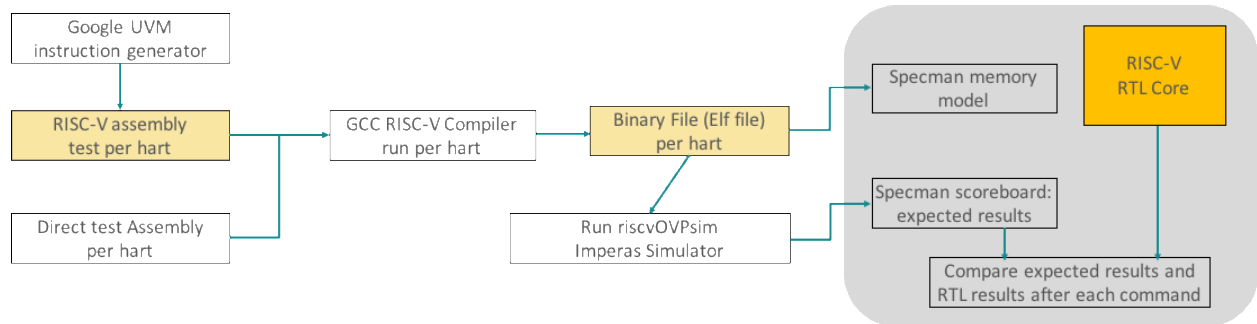 Google UVM
instruction generator
RISC-V assembly
test per hart
Direct test Assembly
per hart
GCC RISC-V Compiler
run per hart
Binary File (Elf file)
per hart
Run riscvOVPsim
Imperas Simulator
Specman memory
model
RISC-V
RTL Core
Specman scoreboard:
expected results
Compare expected results and
RTL results after each command